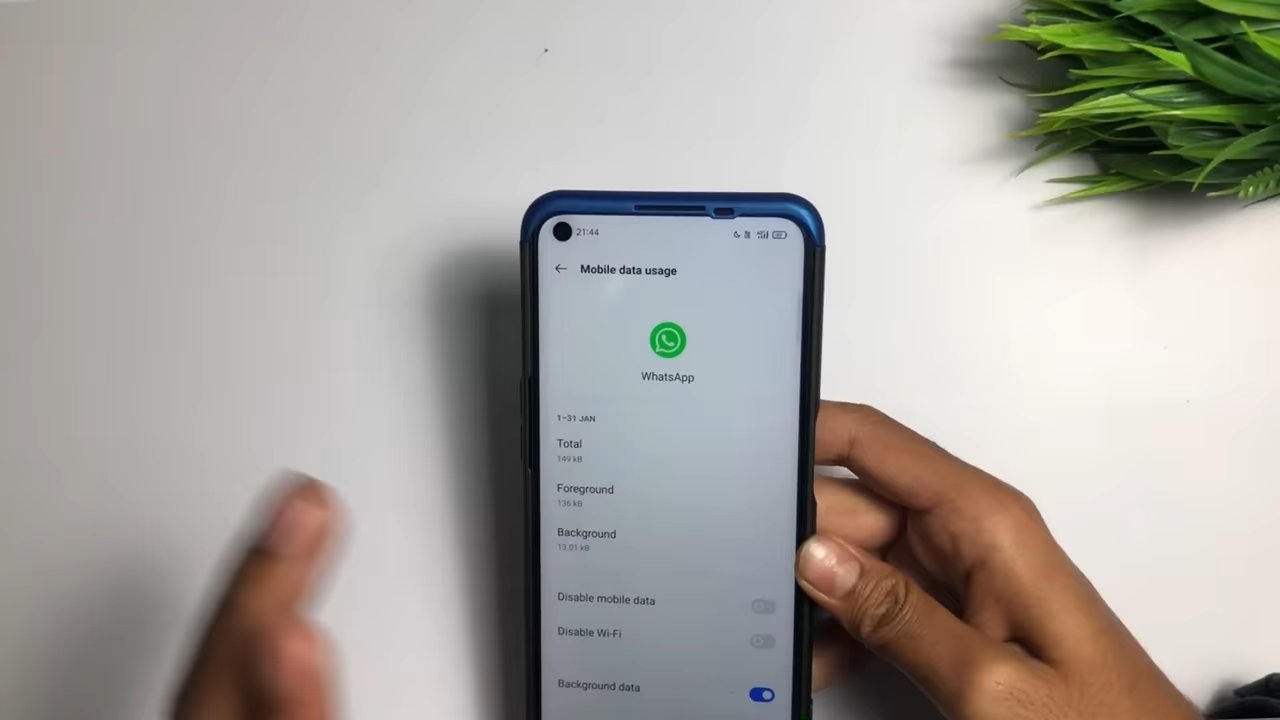 21:44
Mobile data usage
WhatsApp
1–31 JAN
Total
149 kB
Foreground
136 kB
Background
13.01 kB
Disable mobile data
Disable Wi-Fi
Background data